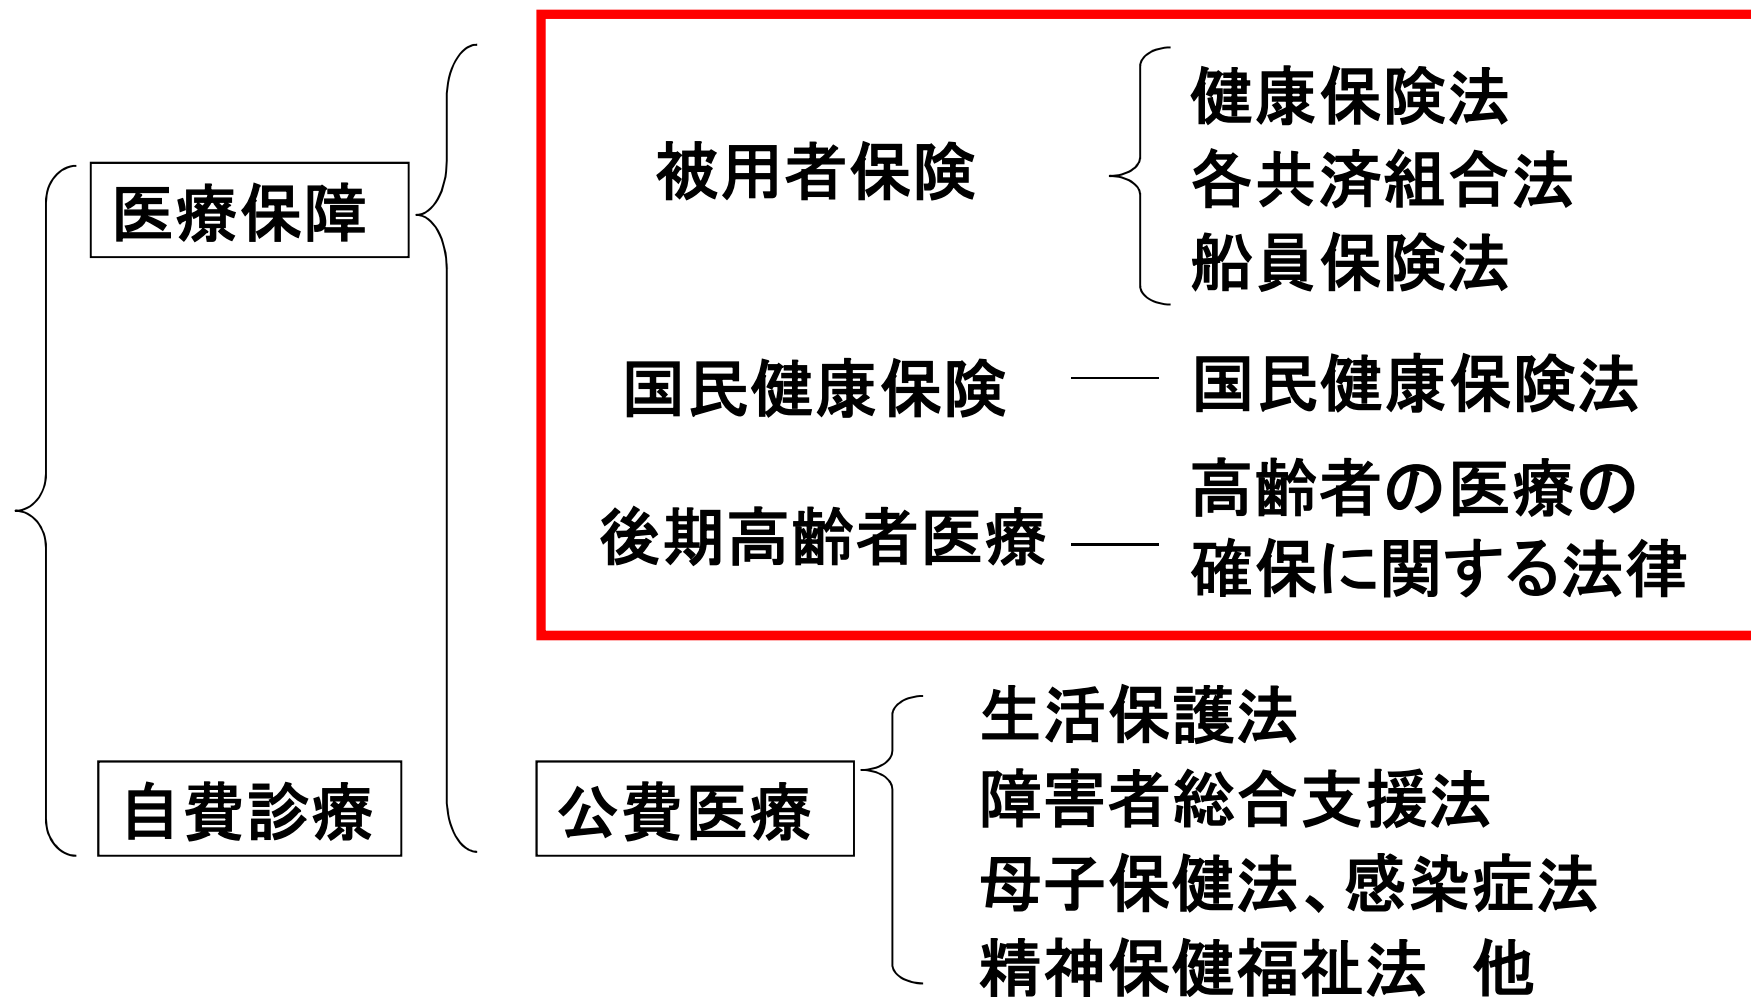 医療保障
被用者保険
健康保険法
各共済組合法
船員保険法
国民健康保険
国民健康保険法
後期高齢者医療
高齢者の医療の
確保に関する法律
自費診療
公費医療
生活保護法
障害者総合支援法
母子保健法、感染症法
精神保健福祉法　他